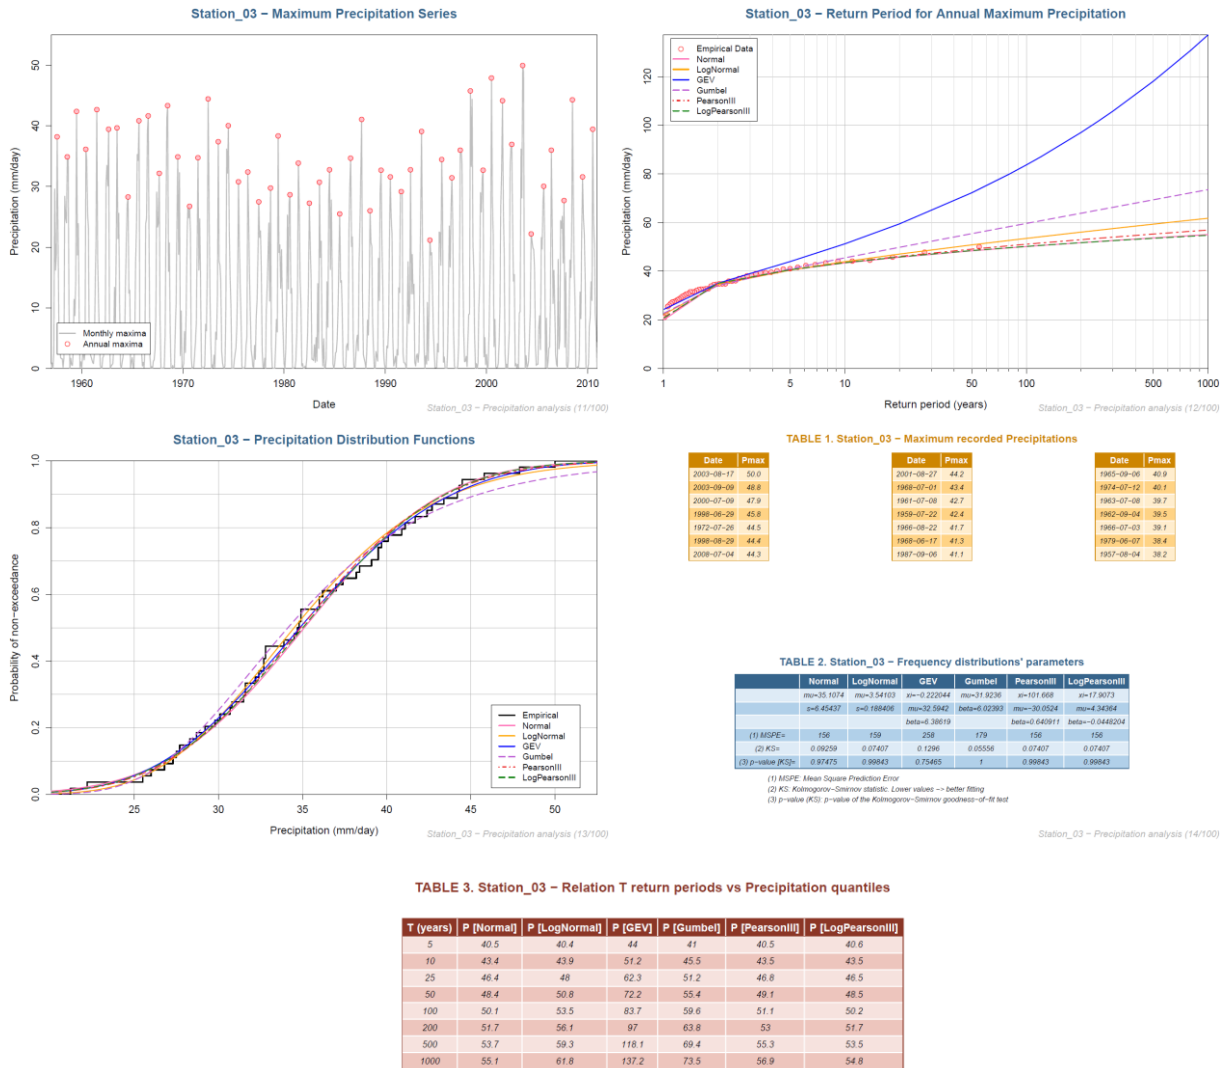 Station_03 − Maximum Precipitation Series
Precipitation (mm/day)
50
40
30
20
10
0
Monthly maxima
Annual maxima
1960 1970 1980 1990 2000 2010
Date
Station_03 − Precipitation analysis (11/100)
Station_03 − Return Period for Annual Maximum Precipitation
Precipitation (mm/day)
120
100
80
60
40
20
0
Empirical Data
Normal
LogNormal
GEV
Gumbel
PearsonIII
LogPearsonIII
1 5 10 50 100 500 1000
Return period (years)
Station_03 − Precipitation analysis (12/100)
Station_03 − Precipitation Distribution Functions
Probability of non−exceedance
1.0
0.8
0.6
0.4
0.2
0.0
Empirical
Normal
LogNormal
GEV
Gumbel
PearsonIII
LogPearsonIII
25 30 35 40 45 50
Precipitation (mm/day)
Station_03 − Precipitation analysis (13/100)
TABLE 1. Station_03 − Maximum recorded Precipitations
Date Pmax Date Pmax Date Pmax
2003−08−17 50.0 2001−08−27 44.2 1965−09−06 40.9
2003−09−09 48.8 1968−07−01 43.4 1974−07−12 40.1
2000−07−09 47.9 1961−07−08 42.7 1963−07−08 39.7
1998−06−29 45.8 1959−07−22 42.4 1962−09−04 39.5
1972−07−26 44.5 1966−08−22 41.7 1966−07−03 39.1
1998−08−29 44.4 1968−06−17 41.3 1979−06−07 38.4
2008−07−04 44.3 1987−09−06 41.1 1957−08−04 38.2
TABLE 2. Station_03 − Frequency distributions' parameters
Normal LogNormal GEV Gumbel PearsonIII LogPearsonIII
mu=35.1074 mu=3.54103 xi=−0.222044 mu=31.9236 xi=101.668 xi=17.9073
s=6.45437 s=0.188406 mu=32.5942 beta=6.02393 mu=−30.0524 mu=4.34364
beta=6.38619 beta=0.640911 beta=−0.0448204
(1) MSPE= 156 159 258 179 156 156
(2) KS= 0.09259 0.07407 0.1296 0.05556 0.07407 0.07407
(3) p−value [KS]= 0.97475 0.99843 0.75465 1 0.99843 0.99843
(1) MSPE: Mean Square Prediction Error
(2) KS: Kolmogorov−Smirnov statistic. Lower values −> better fitting
(3) p−value (KS): p−value of the Kolmogorov−Smirnov goodness−of−fit test
Station_03 − Precipitation analysis (14/100)
TABLE 3. Station_03 − Relation T return periods vs Precipitation quantiles
T (years) P [Normal] P [LogNormal] P [GEV] P [Gumbel] P [PearsonIII] P [LogPearsonIII]
5 40.5 40.4 44 41 40.5 40.6
10 43.4 43.9 51.2 45.5 43.5 43.5
25 46.4 48 62.3 51.2 46.8 46.5
50 48.4 50.8 72.2 55.4 49.1 48.5
100 50.1 53.5 83.7 59.6 51.1 50.2
200 51.7 56.1 97 63.8 53 51.7
500 53.7 59.3 118.1 69.4 55.3 53.5
1000 55.1 61.8 137.2 73.5 56.9 54.8